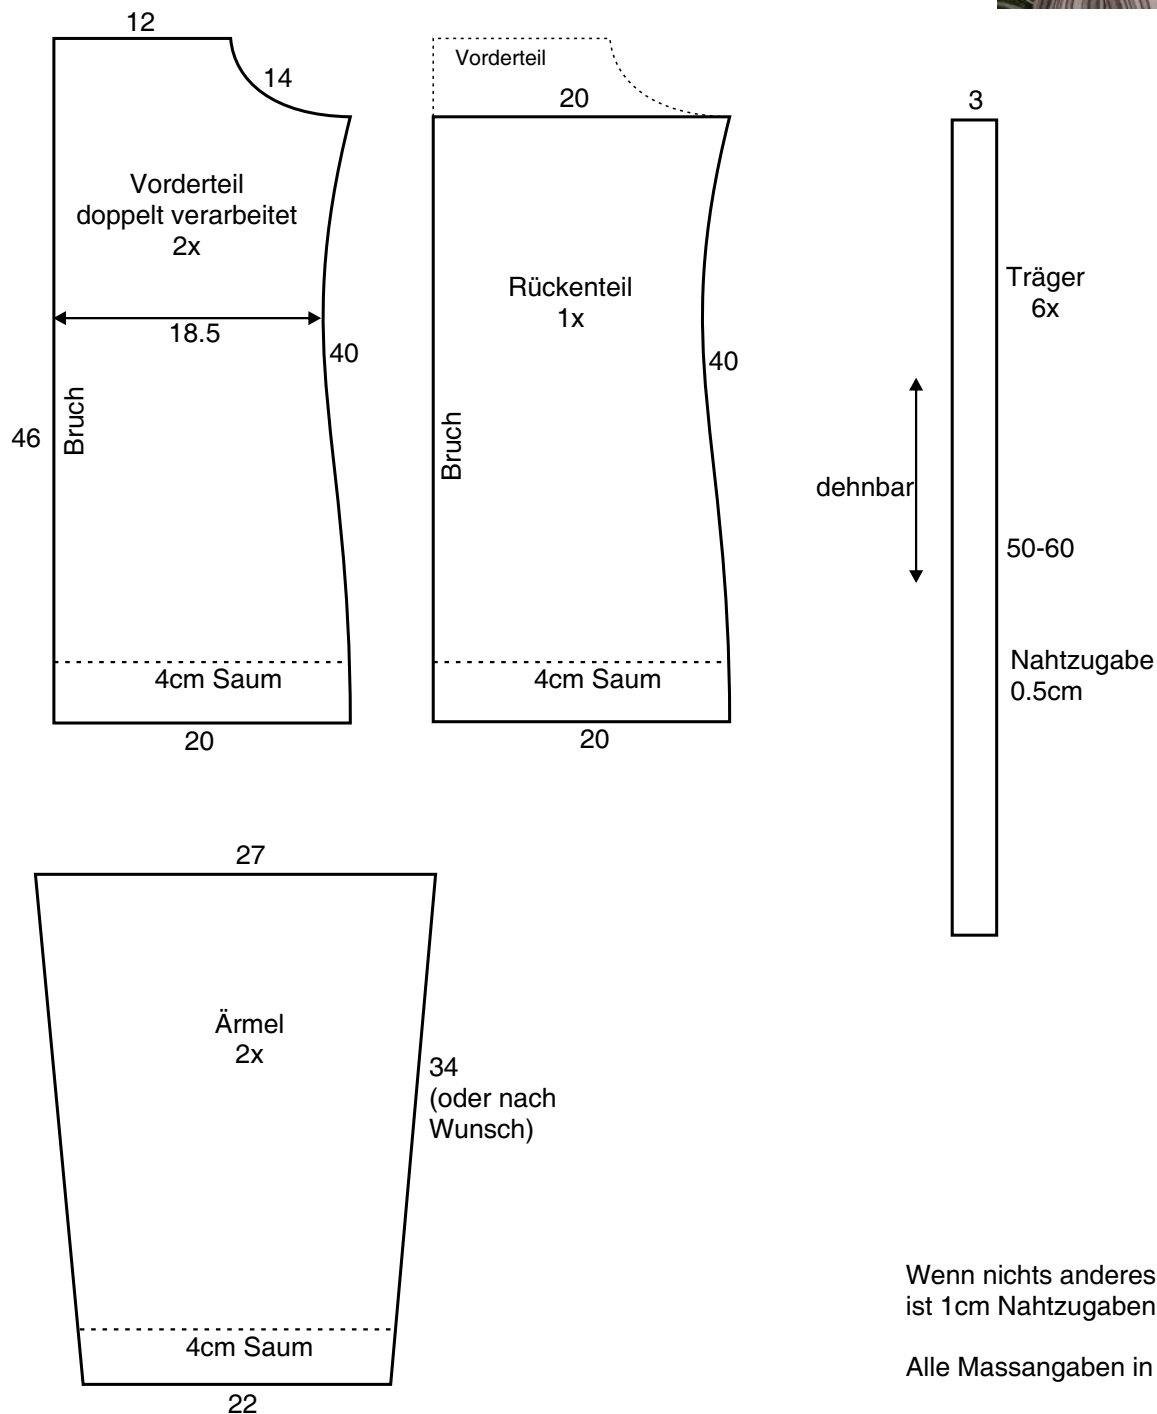 12
14
Vorderteil
doppelt verarbeitet
2x
18.5
40
46
Bruch
4cm Saum
20
Vorderteil
20
Rückenteil
1x
40
Bruch
4cm Saum
20
3
Träger
6x
dehnbar
50-60
Nahtzugabe
0.5cm
27
Ärmel
2x
34
(oder nach
Wunsch)
4cm Saum
22
Wenn nichts anderes
ist 1cm Nahtzugaben
Alle Massangaben in